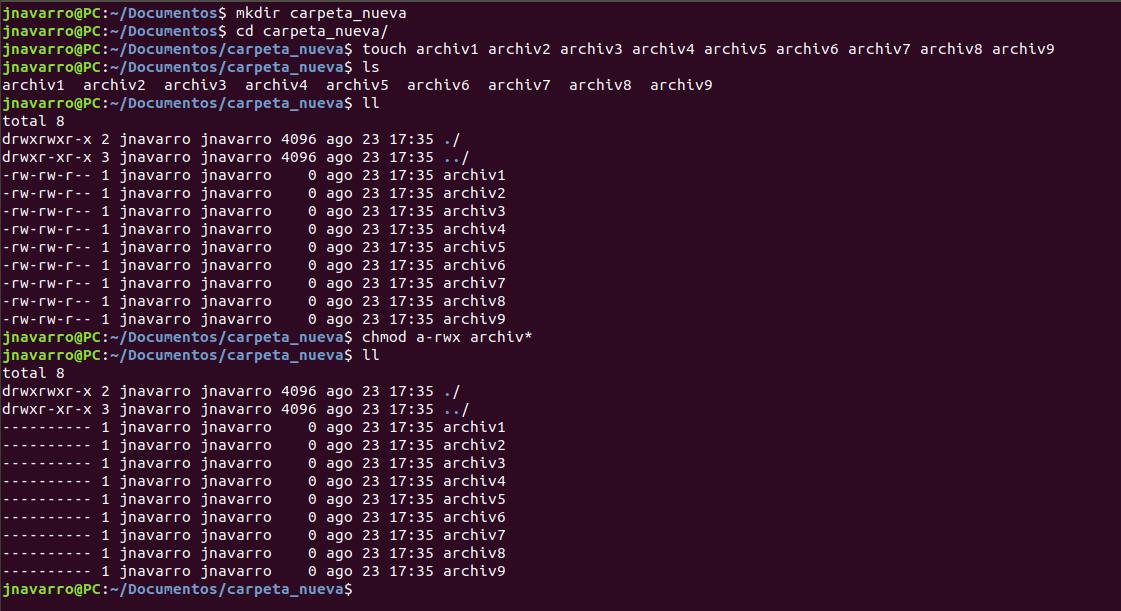 jnavarro@PC:~/Documentos$ mkdir carpeta_nueva
jnavarro@PC:~/Documentos$ cd carpeta_nueva/
jnavarro@PC:~/Documentos/carpeta_nueva$ touch archiv1 archiv2 archiv3 archiv4 archiv5 archiv6 archiv7 archiv8 archiv9
jnavarro@PC:~/Documentos/carpeta_nueva$ ls
archiv1  archiv2  archiv3  archiv4  archiv5  archiv6  archiv7  archiv8  archiv9
jnavarro@PC:~/Documentos/carpeta_nueva$ ll
total 8
drwxrwxr-x 2 jnavarro jnavarro 4096 ago 23 17:35 ./
drwxr-xr-x 3 jnavarro jnavarro 4096 ago 23 17:35 ../
-rw-rw-r-- 1 jnavarro jnavarro    0 ago 23 17:35 archiv1
-rw-rw-r-- 1 jnavarro jnavarro    0 ago 23 17:35 archiv2
-rw-rw-r-- 1 jnavarro jnavarro    0 ago 23 17:35 archiv3
-rw-rw-r-- 1 jnavarro jnavarro    0 ago 23 17:35 archiv4
-rw-rw-r-- 1 jnavarro jnavarro    0 ago 23 17:35 archiv5
-rw-rw-r-- 1 jnavarro jnavarro    0 ago 23 17:35 archiv6
-rw-rw-r-- 1 jnavarro jnavarro    0 ago 23 17:35 archiv7
-rw-rw-r-- 1 jnavarro jnavarro    0 ago 23 17:35 archiv8
-rw-rw-r-- 1 jnavarro jnavarro    0 ago 23 17:35 archiv9
jnavarro@PC:~/Documentos/carpeta_nueva$ chmod a-rwx archiv*
jnavarro@PC:~/Documentos/carpeta_nueva$ ll
total 8
drwxrwxr-x 2 jnavarro jnavarro 4096 ago 23 17:35 ./
drwxr-xr-x 3 jnavarro jnavarro 4096 ago 23 17:35 ../
---------- 1 jnavarro jnavarro    0 ago 23 17:35 archiv1
---------- 1 jnavarro jnavarro    0 ago 23 17:35 archiv2
---------- 1 jnavarro jnavarro    0 ago 23 17:35 archiv3
---------- 1 jnavarro jnavarro    0 ago 23 17:35 archiv4
---------- 1 jnavarro jnavarro    0 ago 23 17:35 archiv5
---------- 1 jnavarro jnavarro    0 ago 23 17:35 archiv6
---------- 1 jnavarro jnavarro    0 ago 23 17:35 archiv7
---------- 1 jnavarro jnavarro    0 ago 23 17:35 archiv8
---------- 1 jnavarro jnavarro    0 ago 23 17:35 archiv9
jnavarro@PC:~/Documentos/carpeta_nueva$